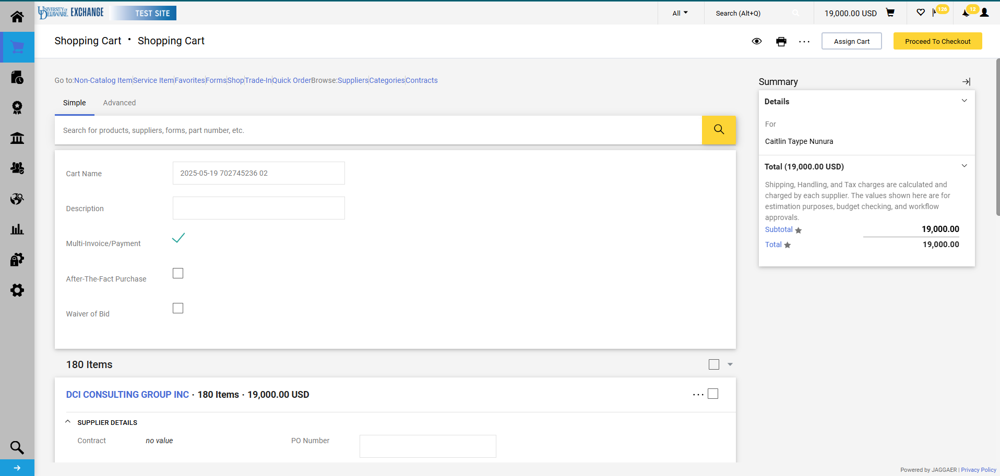 UNIVERSITY OF DELAWARE EXCHANGE TEST SITE
All
Search (Alt+Q)
19,000.00 USD
126
12
Shopping Cart • Shopping Cart
Assign Cart
Proceed To Checkout
Go to:Non-Catalog Item|Service Item|Favorites|Forms|Shop|Trade-In|Quick OrderBrowse:Suppliers|Categories|Contracts
Simple
Advanced
Search for products, suppliers, forms, part number, etc.
Cart Name
2025-05-19 702745236 02
Description
Multi-Invoice/Payment
After-The-Fact Purchase
Waiver of Bid
180 Items
DCI CONSULTING GROUP INC · 180 Items · 19,000.00 USD
SUPPLIER DETAILS
Contract
no value
PO Number
Summary
Details
For
Caitlin Taype Nunura
Total (19,000.00 USD)
Shipping, Handling, and Tax charges are calculated and
charged by each supplier. The values shown here are for
estimation purposes, budget checking, and workflow
approvals.
Subtotal 19,000.00
Total 19,000.00
Powered by JAGGAER | Privacy Policy